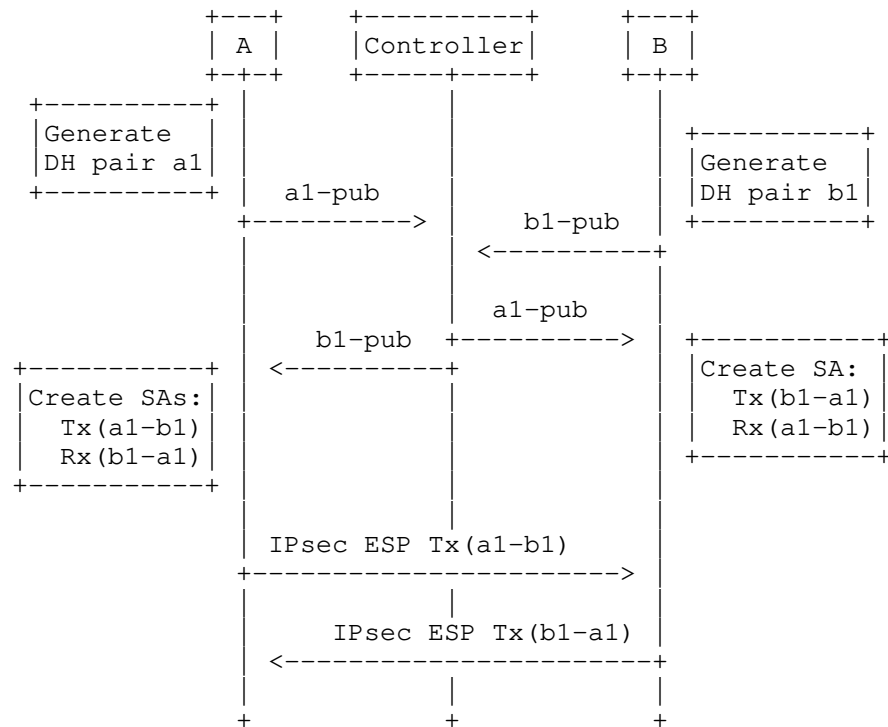 A Controller B
Generate
DH pair a1
Generate
DH pair b1
a1-pub
b1-pub
a1-pub
b1-pub
Create SAs:
Tx(a1-b1)
Rx(b1-a1)
Create SA:
Tx(b1-a1)
Rx(a1-b1)
IPsec ESP Tx(a1-b1)
IPsec ESP Tx(b1-a1)